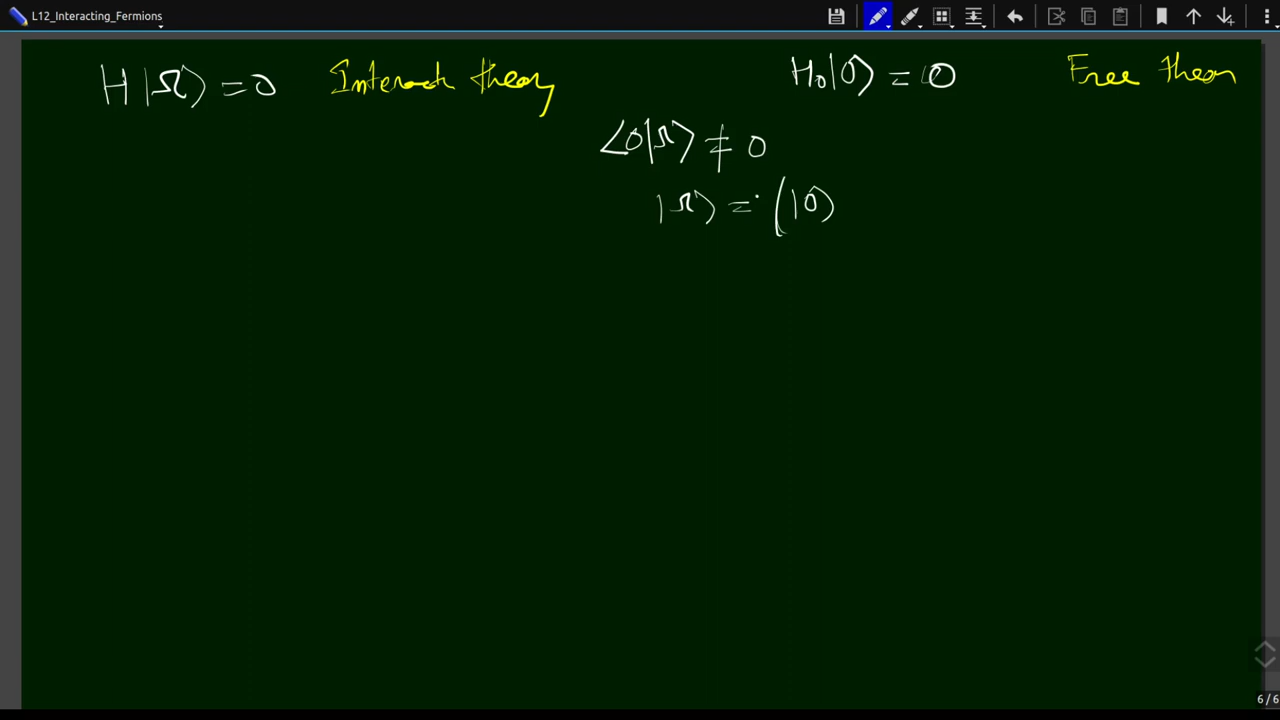 L12_Interacting_Fermions
H|Ω⟩ = 0 Interact theory H₀|0⟩ = 0 Free theory
⟨0|Ω⟩ ≠ 0
|Ω⟩ = (|0⟩
6 / 6